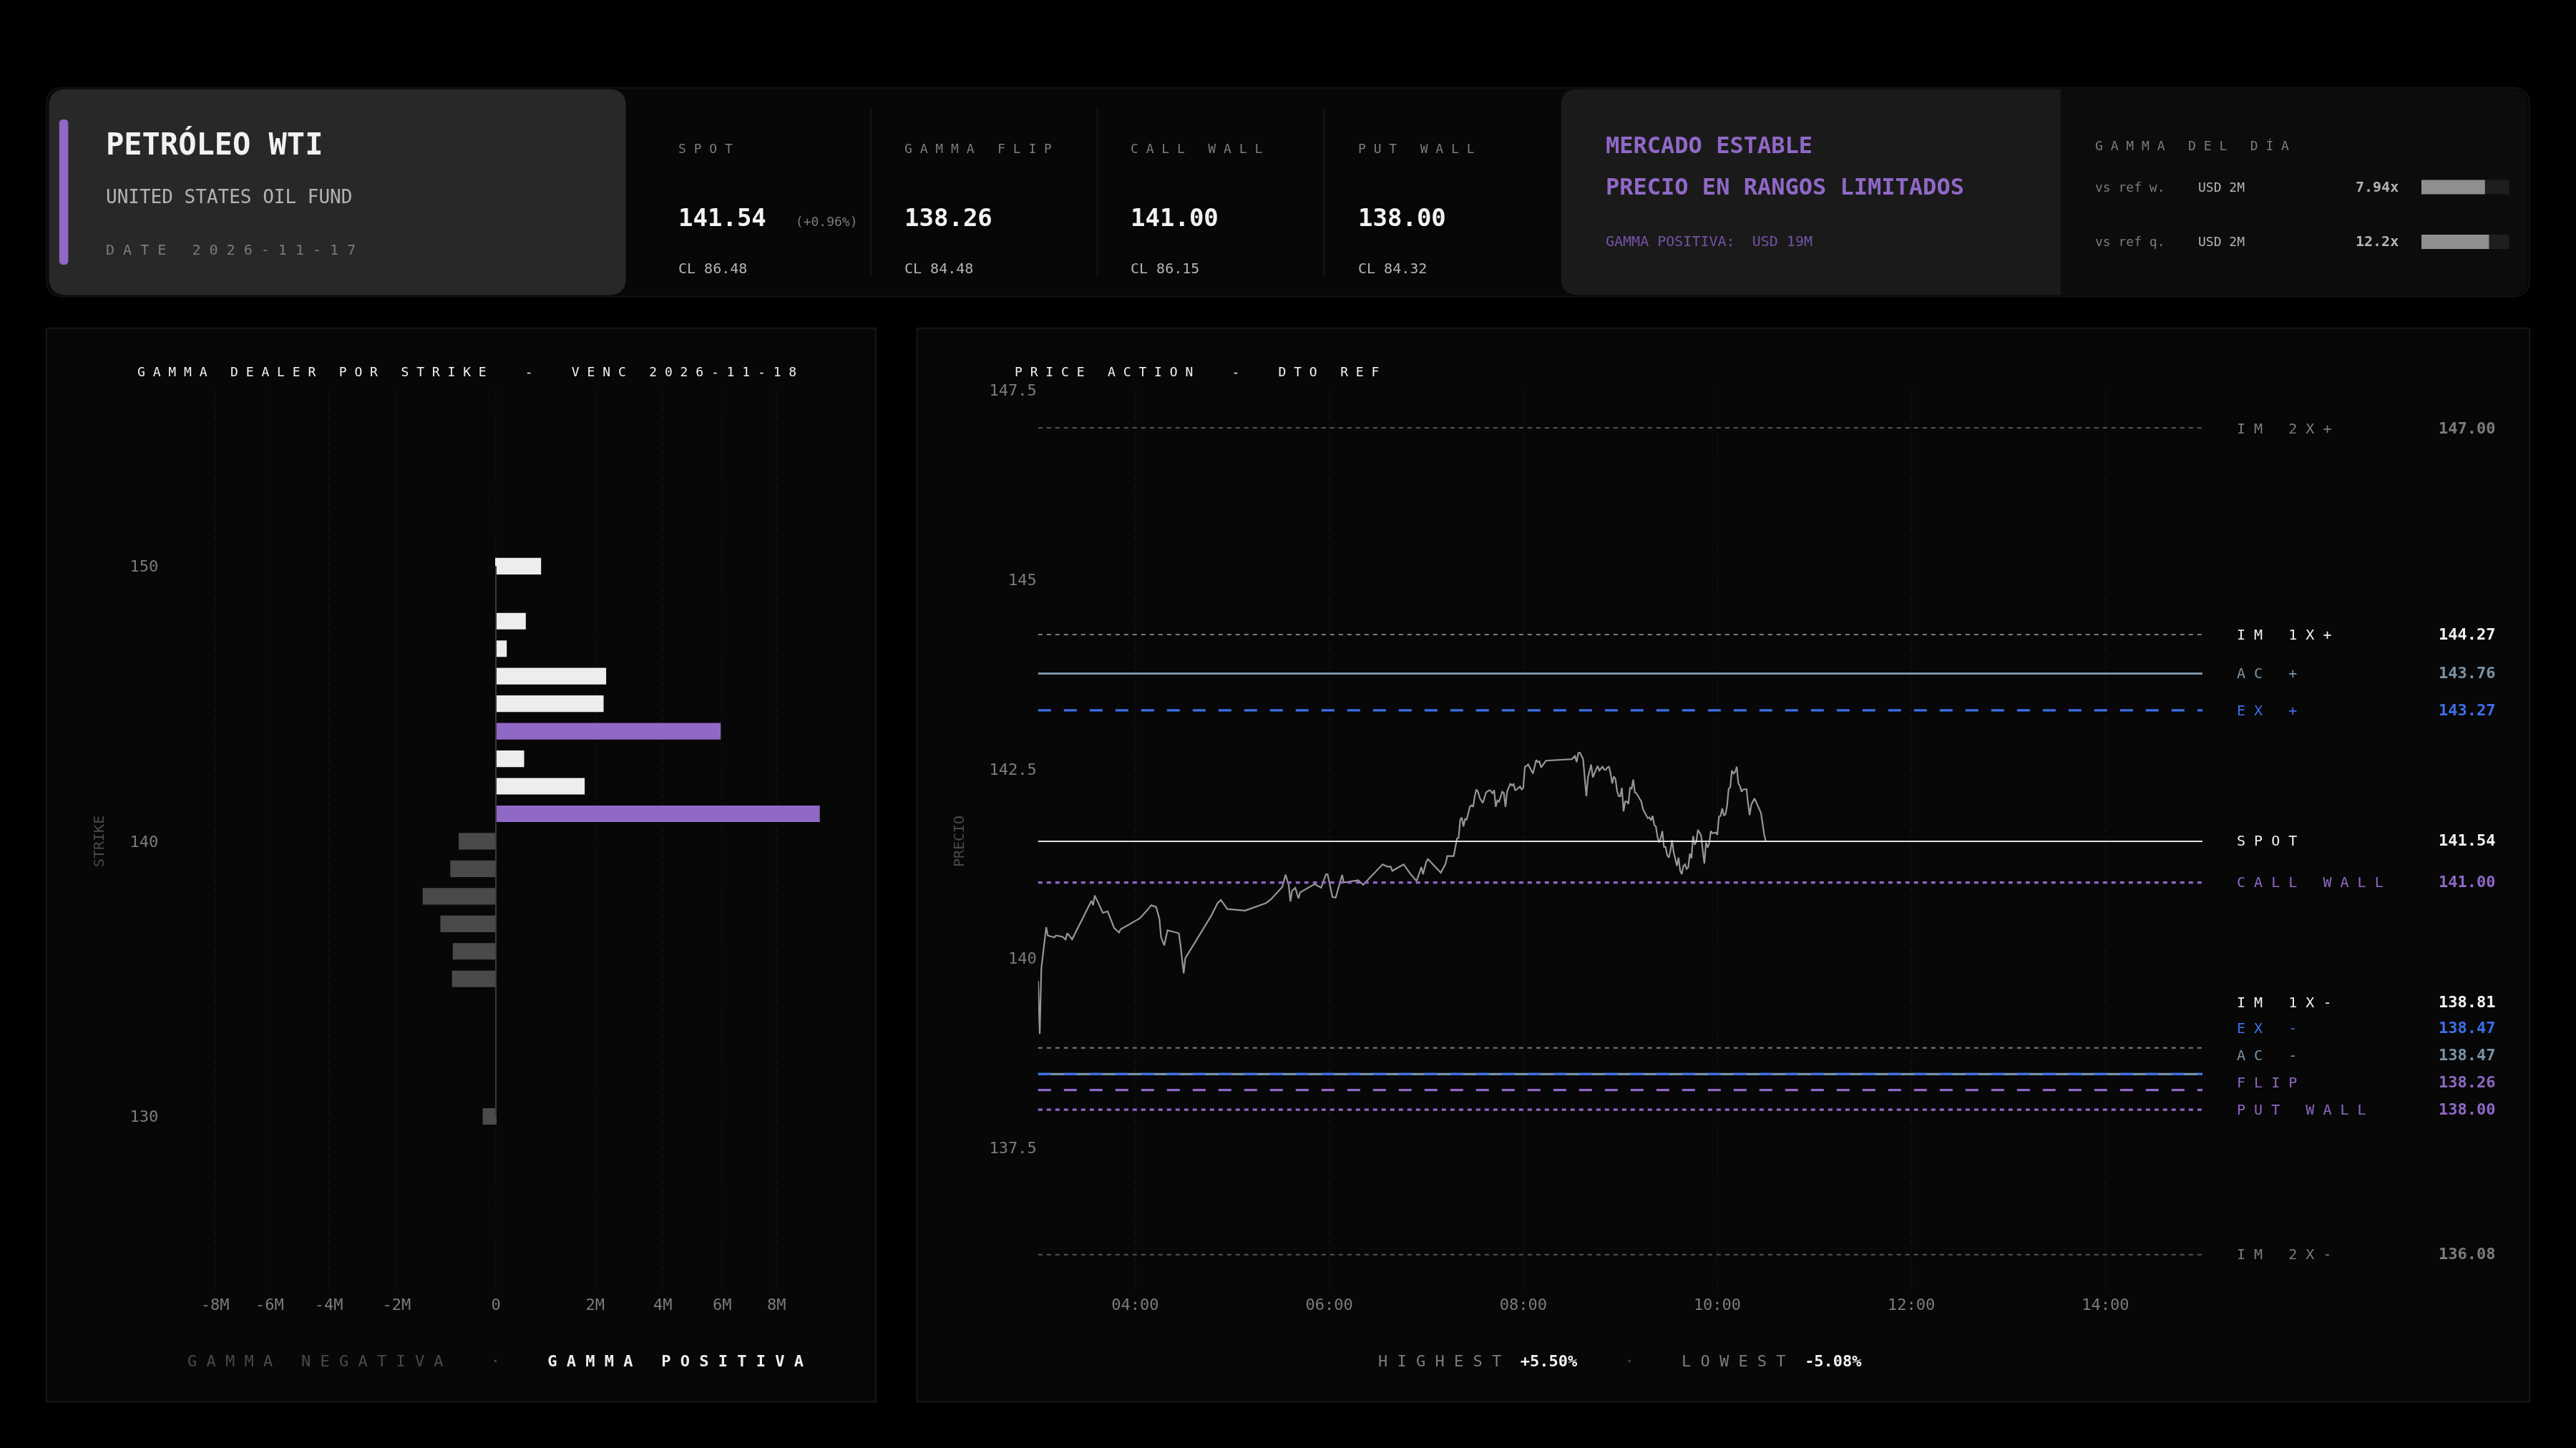 PETRÓLEO WTI
UNITED STATES OIL FUND
DATE 2026-11-17
SPOT
141.54 (+0.96%)
CL 86.48
GAMMA FLIP
138.26
CL 84.48
CALL WALL
141.00
CL 86.15
PUT WALL
138.00
CL 84.32
MERCADO ESTABLE
PRECIO EN RANGOS LIMITADOS
GAMMA POSITIVA: USD 19M
GAMMA DEL DÍA
vs ref w. USD 2M 7.94x
vs ref q. USD 2M 12.2x
GAMMA DEALER POR STRIKE - VENC 2026-11-18
STRIKE
150
140
130
-8M -6M -4M -2M 0 2M 4M 6M 8M
GAMMA NEGATIVA · GAMMA POSITIVA
PRICE ACTION - DTO REF
PRECIO
147.5
145
142.5
140
137.5
IM 2X+ 147.00
IM 1X+ 144.27
AC + 143.76
EX + 143.27
SPOT 141.54
CALL WALL 141.00
IM 1X- 138.81
EX - 138.47
AC - 138.47
FLIP 138.26
PUT WALL 138.00
IM 2X- 136.08
04:00 06:00 08:00 10:00 12:00 14:00
HIGHEST +5.50% · LOWEST -5.08%